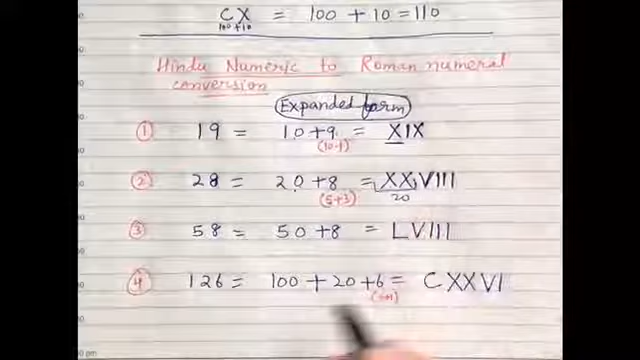 CX = 100 + 10 = 110
100+10
Hindu Numeric to Roman numeral
conversion
Expanded form
① 19 = 10+9 = XIX
(10-1)
② 28 = 20 +8 = XXVIII
(5+3) 20
③ 58 = 50 +8 = LVIII
④ 126 = 100 + 20 +6 = CXXVI
(5+1)
pm